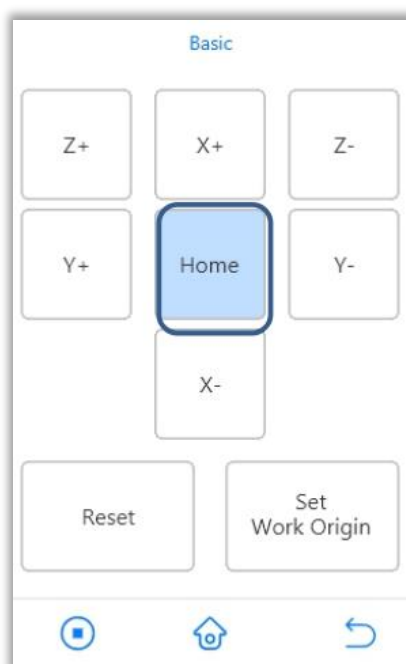 Basic
Z+
X+
Z-
Y+
Home
Y-
X-
Reset
Set
Work Origin